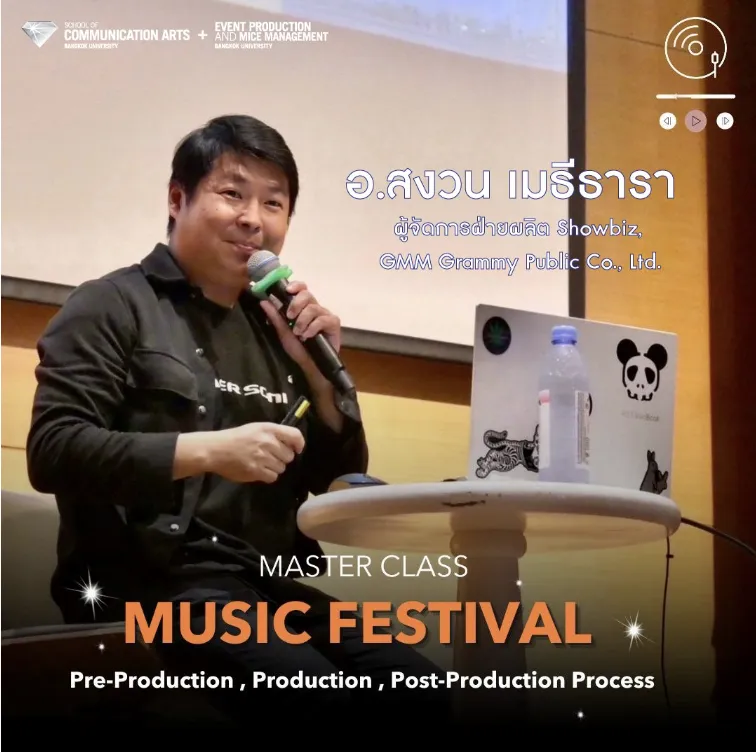 SCHOOL OF
COMMUNICATION ARTS
BANGKOK UNIVERSITY
+
EVENT PRODUCTION
AND MICE MANAGEMENT
BANGKOK UNIVERSITY
อ.สงวน เมธีธารา
ผู้จัดการฝ่ายผลิต Showbiz,
GMM Grammy Public Co., Ltd.
MASTER CLASS
MUSIC FESTIVAL
Pre-Production , Production , Post-Production Process